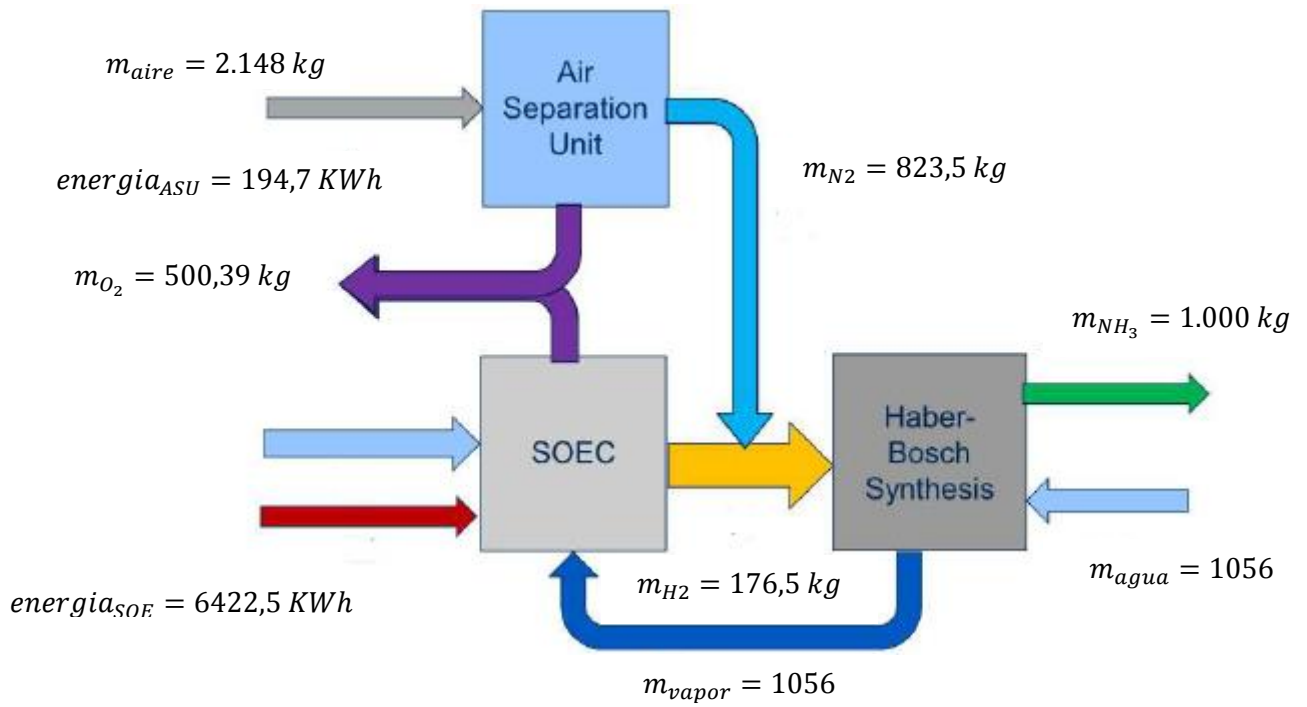 m_aire = 2.148 kg
Air
Separation
Unit
energia_ASU = 194,7 KWh
m_N2 = 823,5 kg
m_O₂ = 500,39 kg
m_NH₃ = 1.000 kg
SOEC
Haber-
Bosch
Synthesis
energia_SOE = 6422,5 KWh
m_H2 = 176,5 kg
m_agua = 1056
m_vapor = 1056